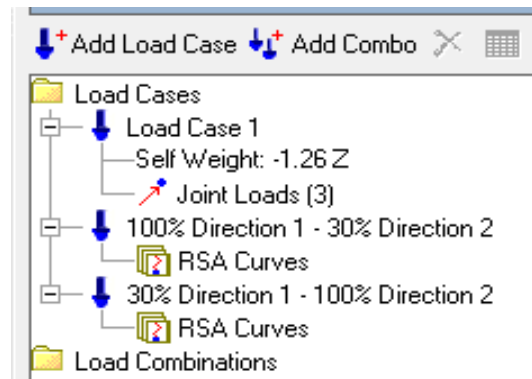 Add Load Case Add Combo
Load Cases
Load Case 1
Self Weight: -1.26 Z
Joint Loads (3)
100% Direction 1 - 30% Direction 2
RSA Curves
30% Direction 1 - 100% Direction 2
RSA Curves
Load Combinations